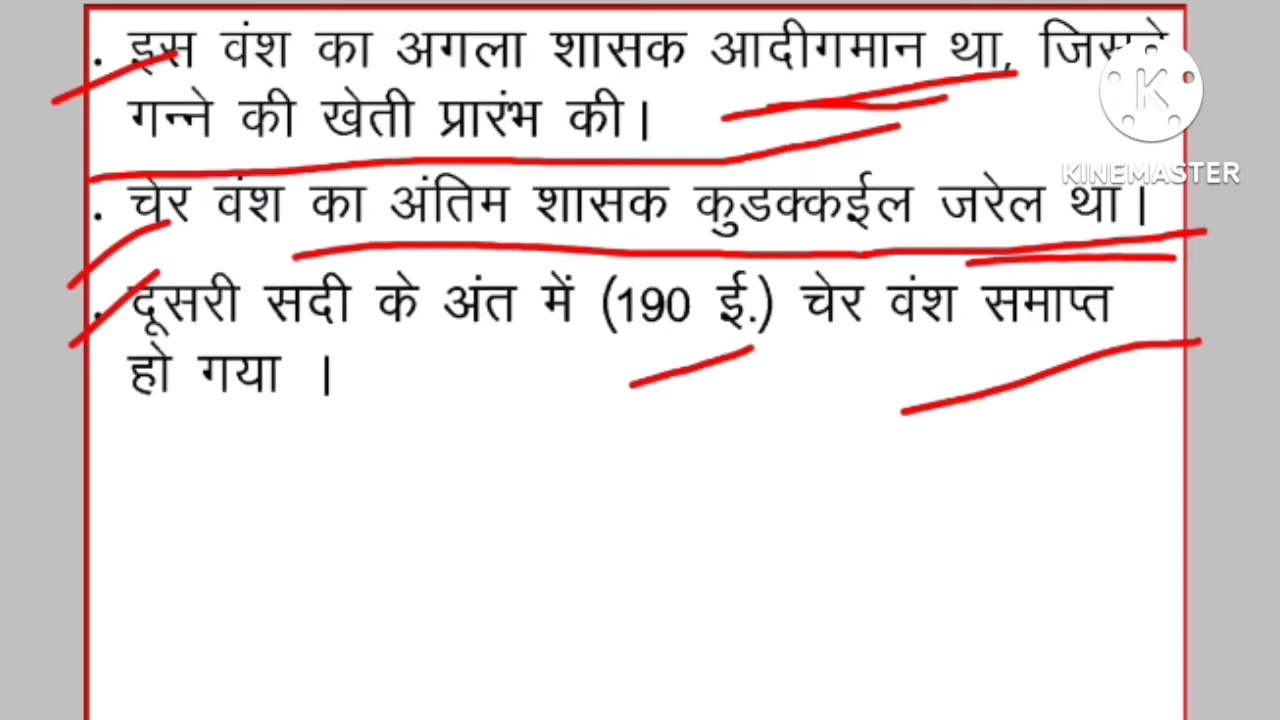 . इस वंश का अगला शासक आदीगमान था, जिसने
गन्ने की खेती प्रारंभ की।
. चेर वंश का अंतिम शासक कुडक्कईल जरेल था।
. दूसरी सदी के अंत में (190 ई.) चेर वंश समाप्त
हो गया ।
K
KINEMASTER